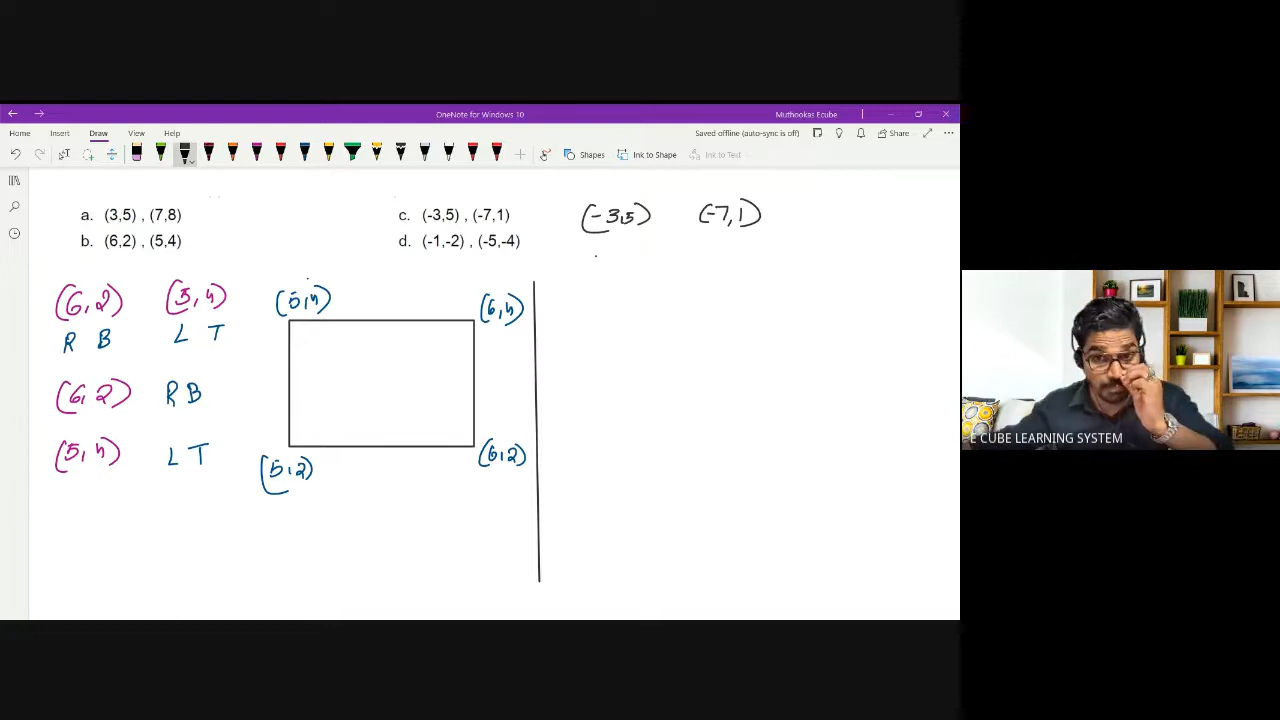 OneNote for Windows 10
Muthookas Ecube
Home Insert Draw View Help
Saved offline (auto-sync is off)
Share
Shapes
Ink to Shape
Ink to Text
a. (3,5) , (7,8)
c. (-3,5) , (-7,1)
(-3,5) (-7,1)
b. (6,2) , (5,4)
d. (-1,-2) , (-5,-4)
(6,2) (5,4)
R B L T
(5,4) (6,4)
(6,2) R B
(5,4) L T
(5,2) (6,2)
E CUBE LEARNING SYSTEM